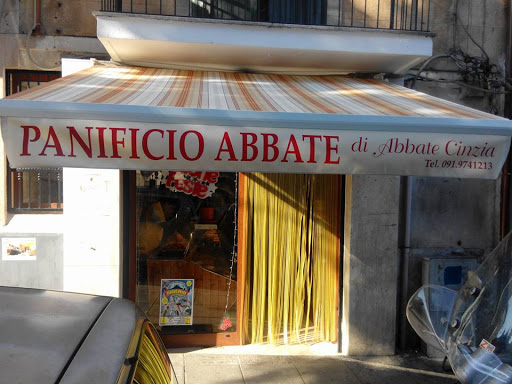 PANIFICIO ABBATE di Abbate Cinzia
Tel. 091.9741213